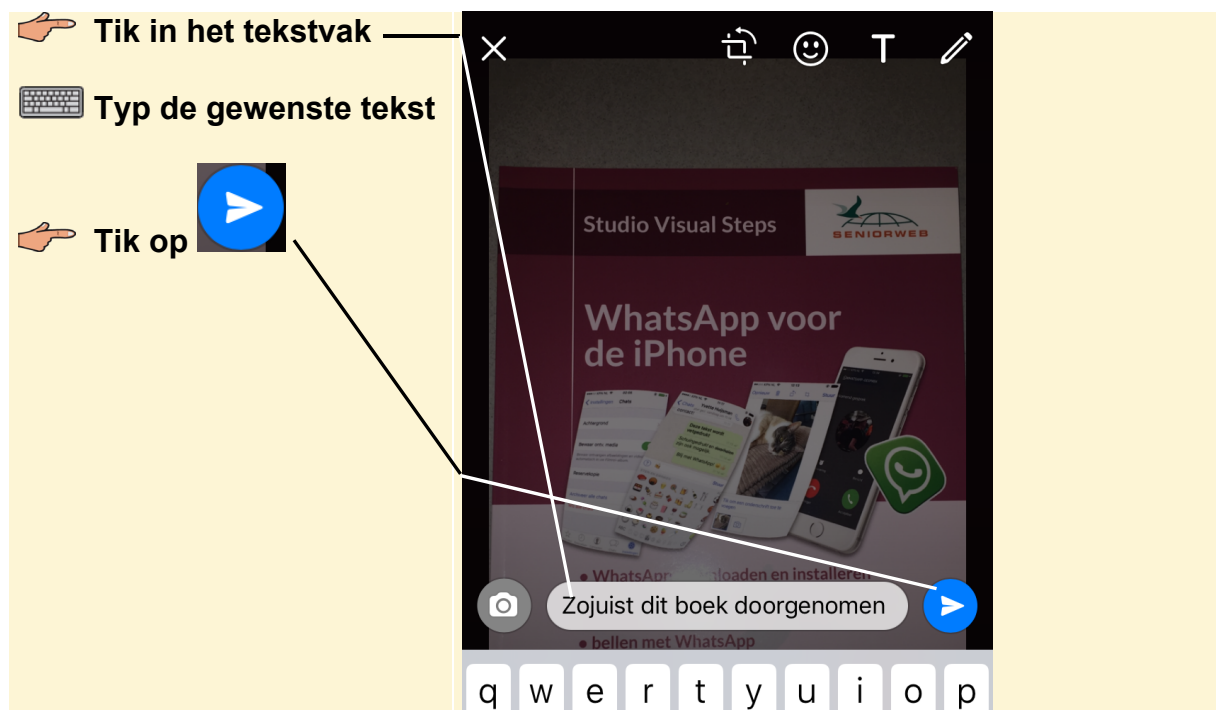 Tik in het tekstvak
Typ de gewenste tekst
Tik op
T
Studio Visual Steps
SENIORWEB
WhatsApp voor
de iPhone
Chats
• WhatsApp en installeren
Zojuist dit boek doorgenomen
• bellen met WhatsApp
q w e r t y u i o p